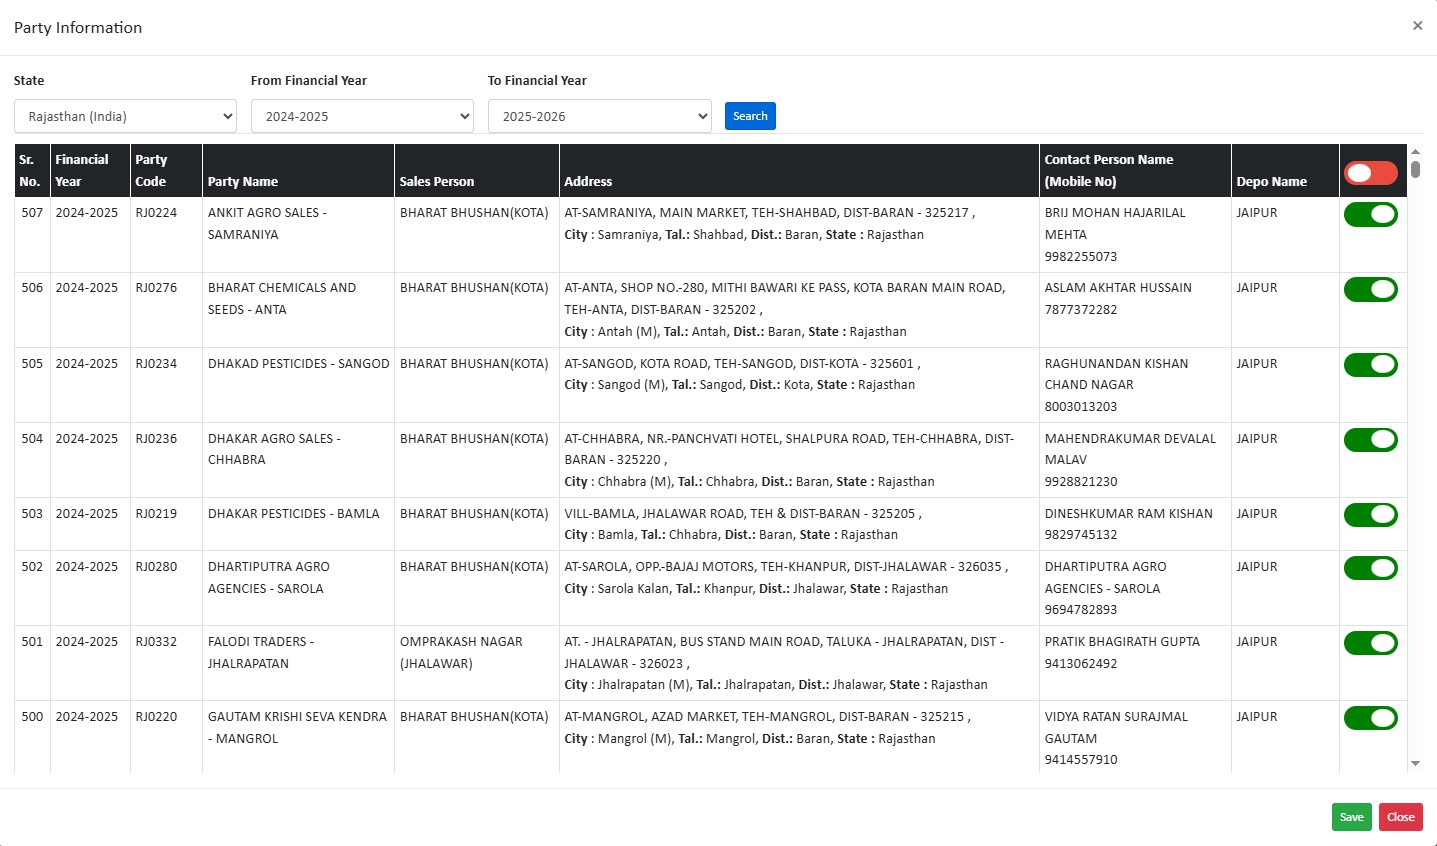 Party Information
×
State
From Financial Year
To Financial Year
Rajasthan (India)
2024-2025
2025-2026
Search
Sr. No.
Financial Year
Party Code
Party Name
Sales Person
Address
Contact Person Name (Mobile No)
Depo Name
507
2024-2025
RJ0224
ANKIT AGRO SALES -
SAMRANIYA
BHARAT BHUSHAN(KOTA)
AT-SAMRANIYA, MAIN MARKET, TEH-SHAHBAD, DIST-BARAN - 325217 ,
City : Samraniya, Tal.: Shahbad, Dist.: Baran, State : Rajasthan
BRIJ MOHAN HAJARILAL
MEHTA
9982255073
JAIPUR
506
2024-2025
RJ0276
BHARAT CHEMICALS AND
SEEDS - ANTA
BHARAT BHUSHAN(KOTA)
AT-ANTA, SHOP NO.-280, MITHI BAWARI KE PASS, KOTA BARAN MAIN ROAD,
TEH-ANTA, DIST-BARAN - 325202 ,
City : Antah (M), Tal.: Antah, Dist.: Baran, State : Rajasthan
ASLAM AKHTAR HUSSAIN
7877372282
JAIPUR
505
2024-2025
RJ0234
DHAKAD PESTICIDES - SANGOD
BHARAT BHUSHAN(KOTA)
AT-SANGOD, KOTA ROAD, TEH-SANGOD, DIST-KOTA - 325601 ,
City : Sangod (M), Tal.: Sangod, Dist.: Kota, State : Rajasthan
RAGHUNANDAN KISHAN
CHAND NAGAR
8003013203
JAIPUR
504
2024-2025
RJ0236
DHAKAR AGRO SALES -
CHHABRA
BHARAT BHUSHAN(KOTA)
AT-CHHABRA, NR.-PANCHVATI HOTEL, SHALPURA ROAD, TEH-CHHABRA, DIST-
BARAN - 325220 ,
City : Chhabra (M), Tal.: Chhabra, Dist.: Baran, State : Rajasthan
MAHENDRAKUMAR DEVALAL
MALAV
9928821230
JAIPUR
503
2024-2025
RJ0219
DHAKAR PESTICIDES - BAMLA
BHARAT BHUSHAN(KOTA)
VILL-BAMLA, JHALAWAR ROAD, TEH & DIST-BARAN - 325205 ,
City : Bamla, Tal.: Chhabra, Dist.: Baran, State : Rajasthan
DINESHKUMAR RAM KISHAN
9829745132
JAIPUR
502
2024-2025
RJ0280
DHARTIPUTRA AGRO
AGENCIES - SAROLA
BHARAT BHUSHAN(KOTA)
AT-SAROLA, OPP.-BAJAJ MOTORS, TEH-KHANPUR, DIST-JHALAWAR - 326035 ,
City : Sarola Kalan, Tal.: Khanpur, Dist.: Jhalawar, State : Rajasthan
DHARTIPUTRA AGRO
AGENCIES - SAROLA
9694782893
JAIPUR
501
2024-2025
RJ0332
FALODI TRADERS -
JHALRAPATAN
OMPRAKASH NAGAR
(JHALAWAR)
AT. - JHALRAPATAN, BUS STAND MAIN ROAD, TALUKA - JHALRAPATAN, DIST -
JHALAWAR - 326023 ,
City : Jhalrapatan (M), Tal.: Jhalrapatan, Dist.: Jhalawar, State : Rajasthan
PRATIK BHAGIRATH GUPTA
9413062492
JAIPUR
500
2024-2025
RJ0220
GAUTAM KRISHI SEVA KENDRA
- MANGROL
BHARAT BHUSHAN(KOTA)
AT-MANGROL, AZAD MARKET, TEH-MANGROL, DIST-BARAN - 325215 ,
City : Mangrol (M), Tal.: Mangrol, Dist.: Baran, State : Rajasthan
VIDYA RATAN SURAJMAL
GAUTAM
9414557910
JAIPUR
Save
Close